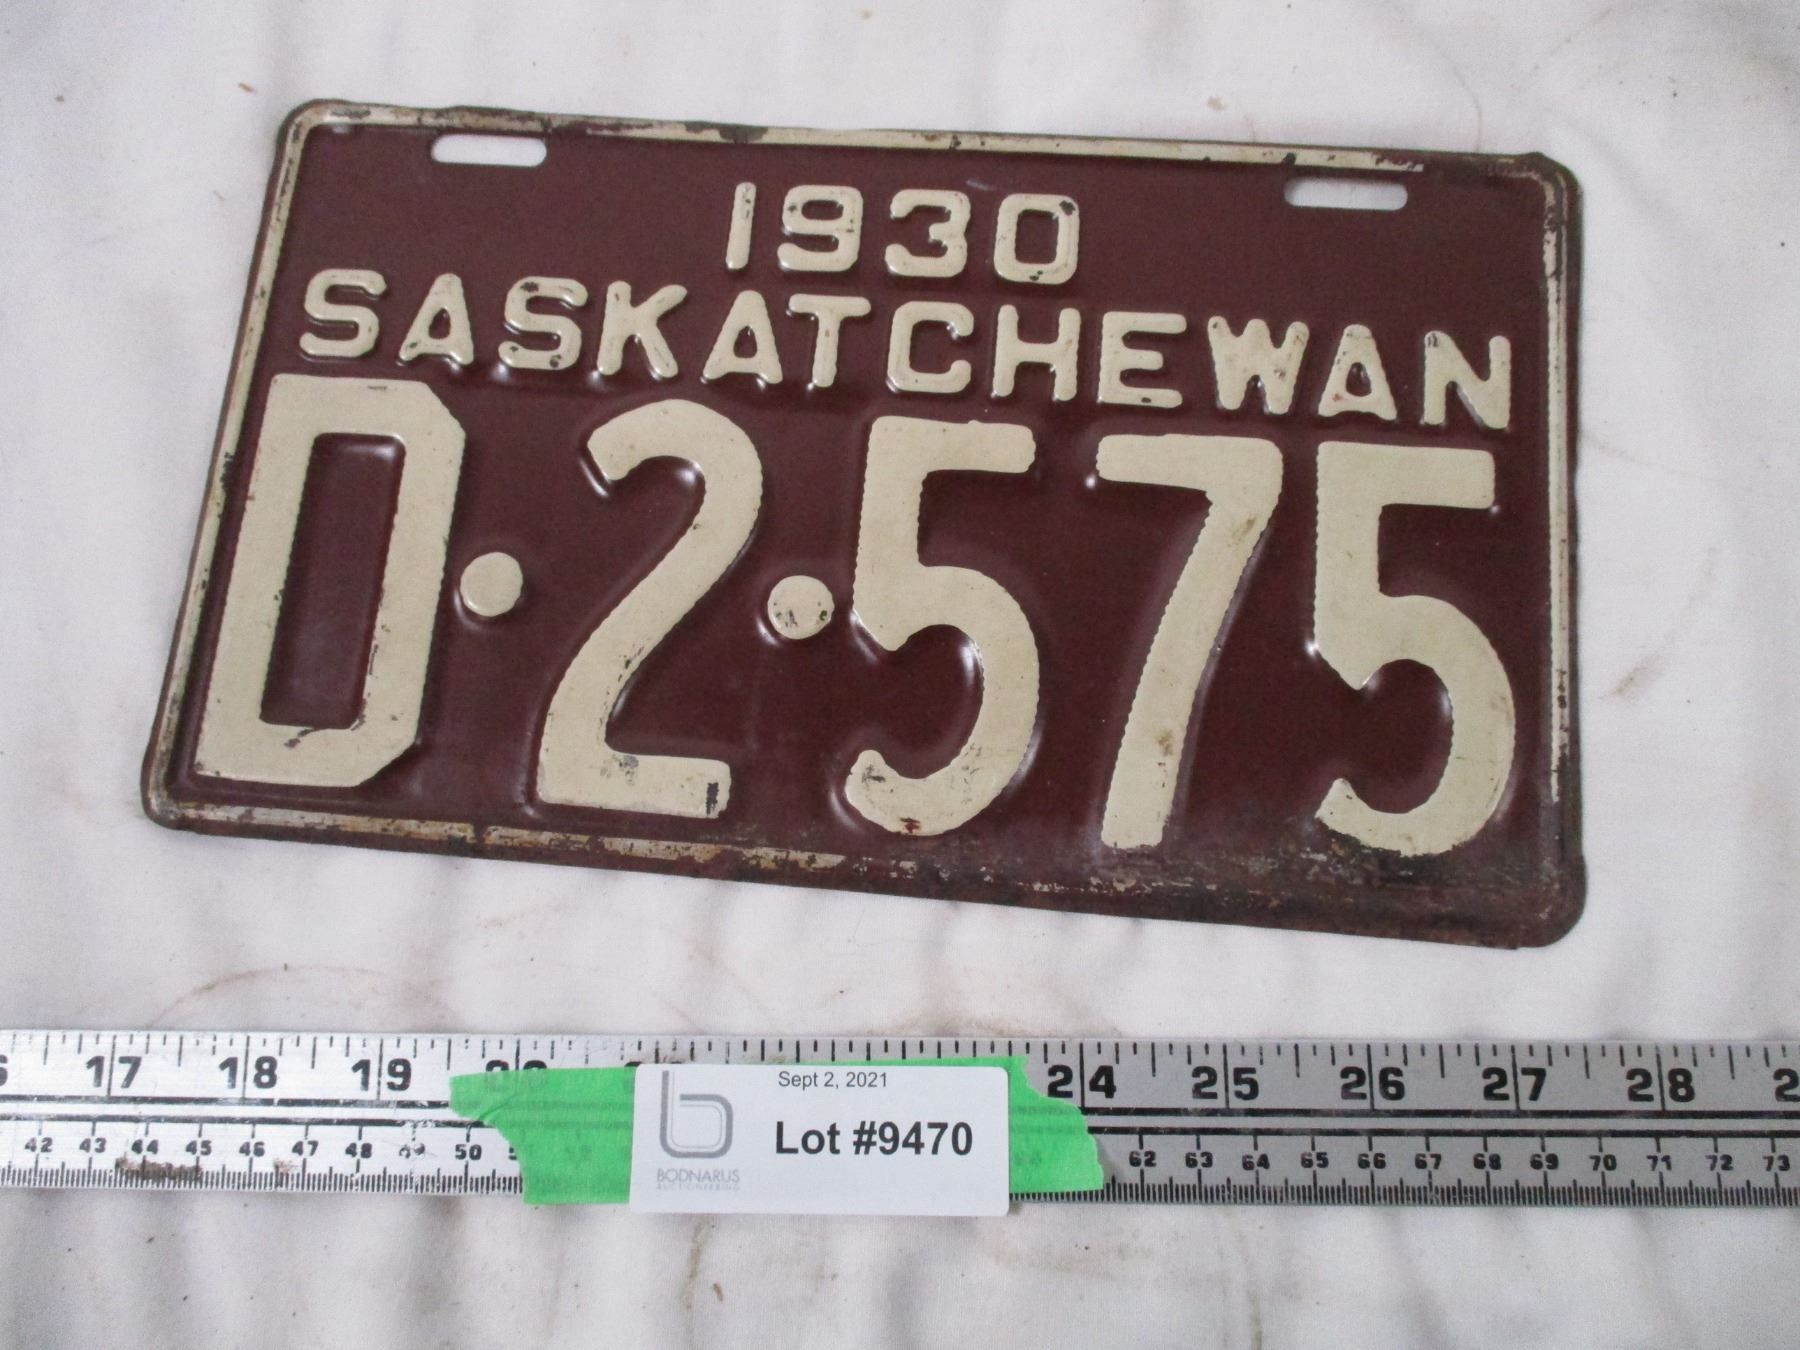 1930
SASKATCHEWAN
D·2·575
17 18 19 24 25 26 27 28
Sept 2, 2021
Lot #9470
BODNARUS
AUCTIONEERING
42 43 44 45 46 47 48 49 50 62 63 64 65 66 67 68 69 70 71 72 73